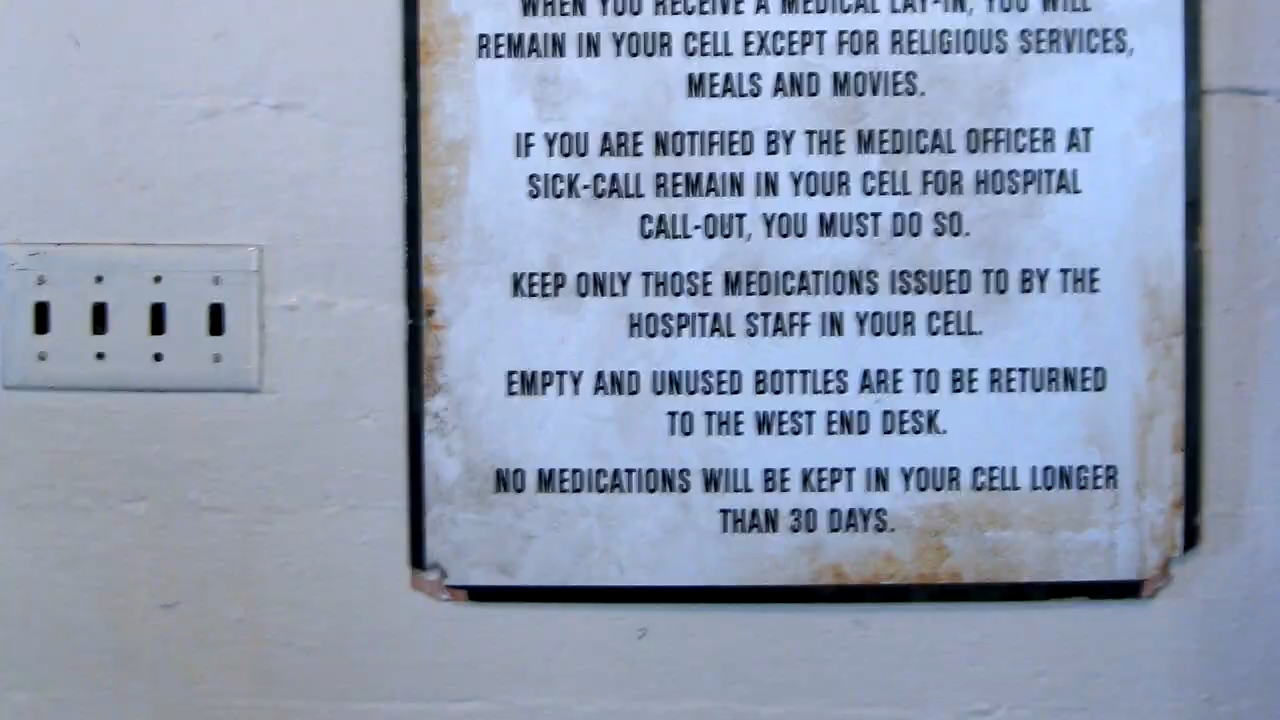 WHEN YOU RECEIVE A MEDICAL LAY-IN, YOU WILL
REMAIN IN YOUR CELL EXCEPT FOR RELIGIOUS SERVICES,
MEALS AND MOVIES.
IF YOU ARE NOTIFIED BY THE MEDICAL OFFICER AT
SICK-CALL REMAIN IN YOUR CELL FOR HOSPITAL
CALL-OUT, YOU MUST DO SO.
KEEP ONLY THOSE MEDICATIONS ISSUED TO BY THE
HOSPITAL STAFF IN YOUR CELL.
EMPTY AND UNUSED BOTTLES ARE TO BE RETURNED
TO THE WEST END DESK.
NO MEDICATIONS WILL BE KEPT IN YOUR CELL LONGER
THAN 30 DAYS.